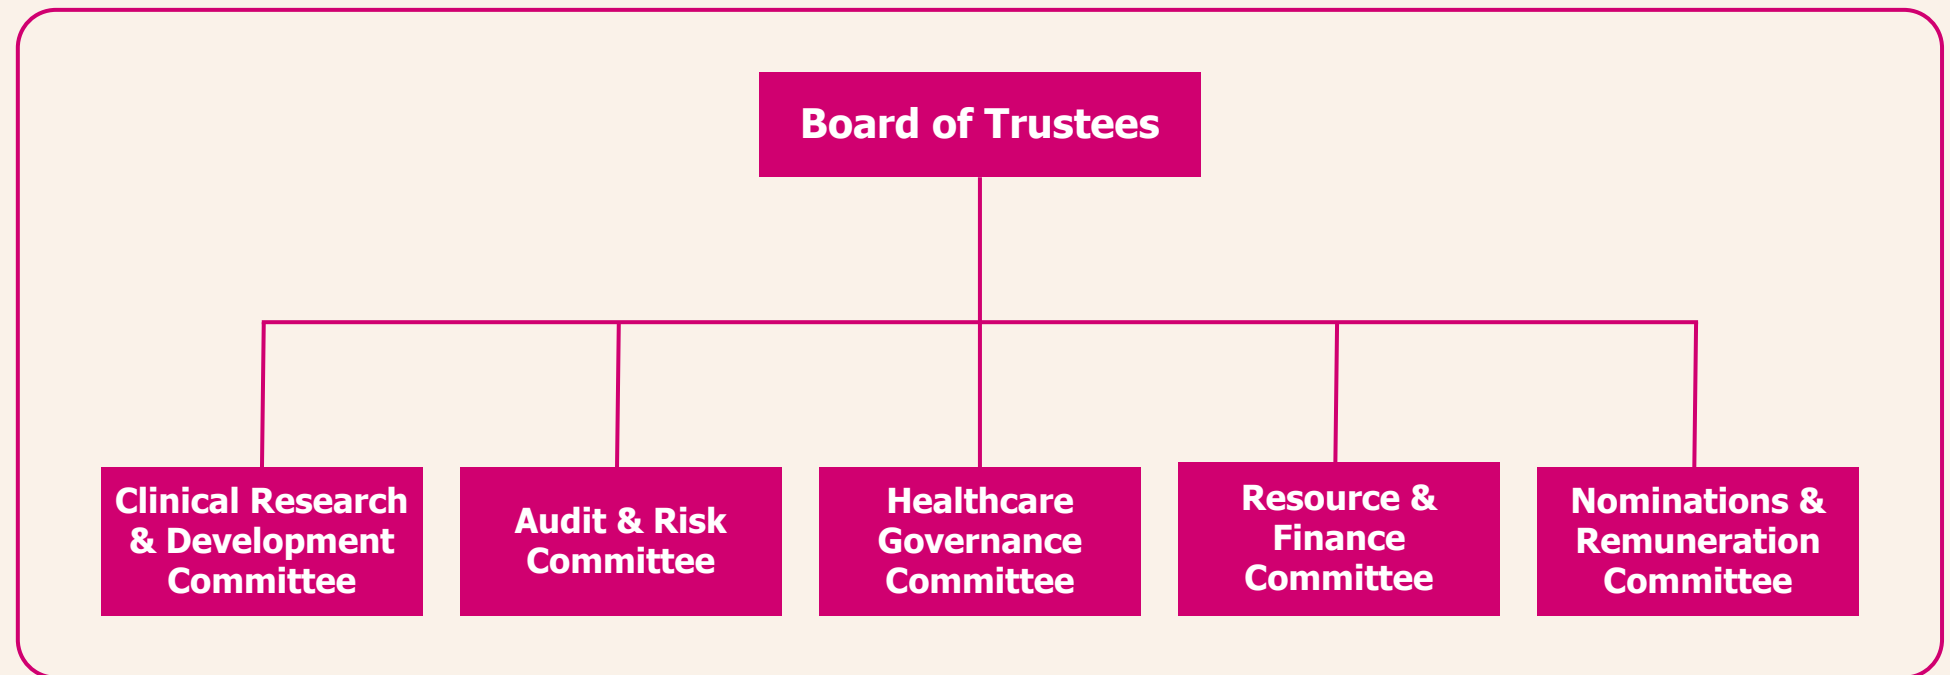 Board of Trustees
Clinical Research
& Development
Committee
Audit & Risk
Committee
Healthcare
Governance
Committee
Resource &
Finance
Committee
Nominations &
Remuneration
Committee